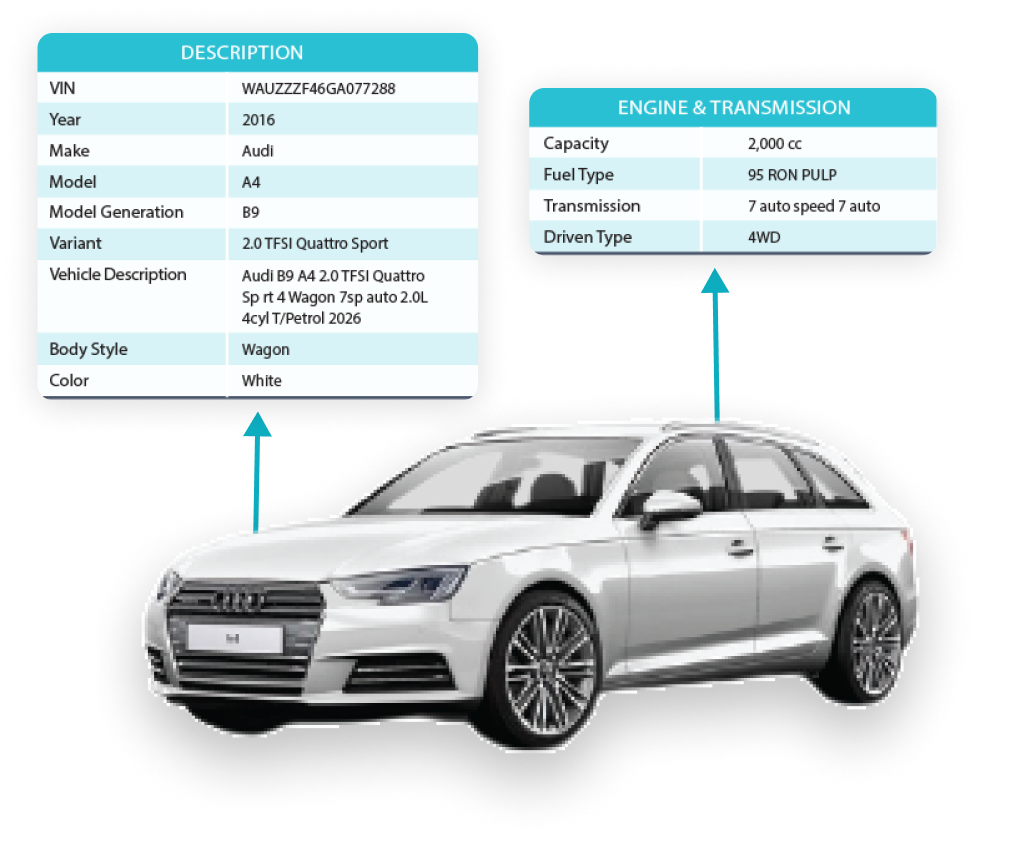 DESCRIPTION
VIN WAUZZZF46GA077288
Year 2016
Make Audi
Model A4
Model Generation B9
Variant 2.0 TFSI Quattro Sport
Vehicle Description Audi B9 A4 2.0 TFSI Quattro
Sp rt 4 Wagon 7sp auto 2.0L
4cyl T/Petrol 2026
Body Style Wagon
Color White
ENGINE & TRANSMISSION
Capacity 2,000 cc
Fuel Type 95 RON PULP
Transmission 7 auto speed 7 auto
Driven Type 4WD